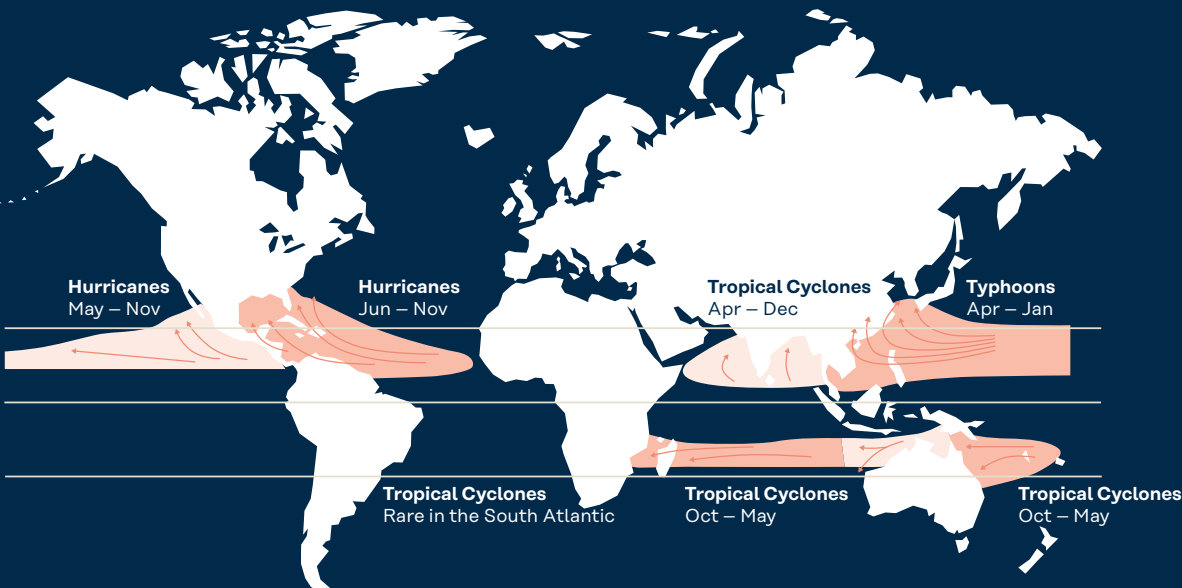 Hurricanes
May – Nov
Hurricanes
Jun – Nov
Tropical Cyclones
Apr – Dec
Typhoons
Apr – Jan
Tropical Cyclones
Rare in the South Atlantic
Tropical Cyclones
Oct – May
Tropical Cyclones
Oct – May